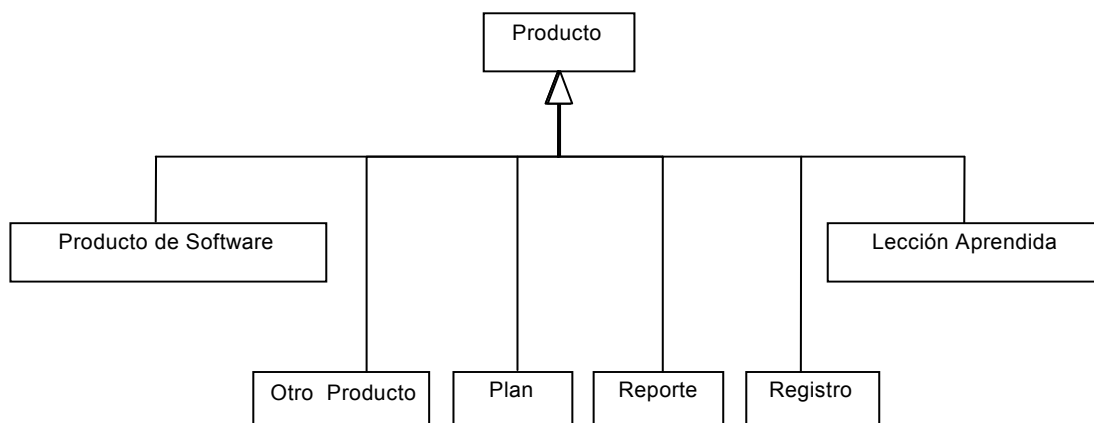 Producto
Producto de Software
Lección Aprendida
Otro Producto
Plan
Reporte
Registro